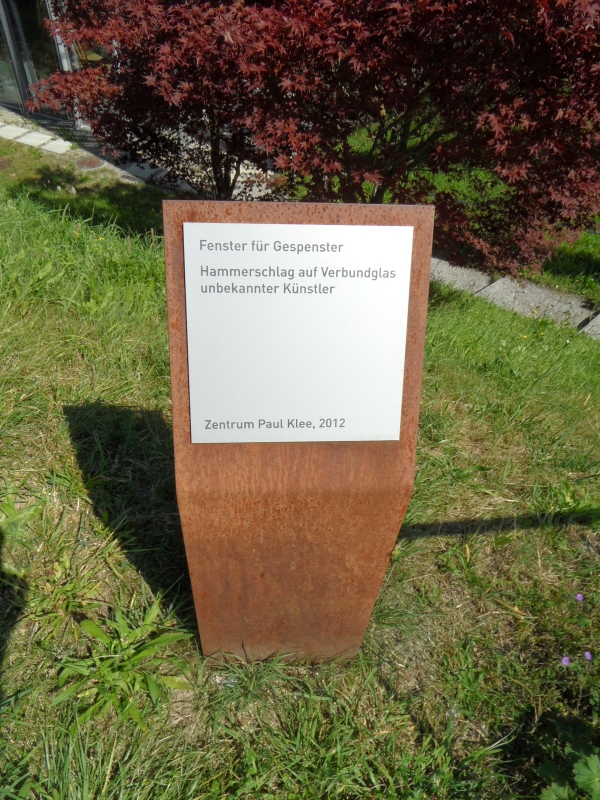 Fenster für Gespenster
Hammerschlag auf Verbundglas
unbekannter Künstler
Zentrum Paul Klee, 2012